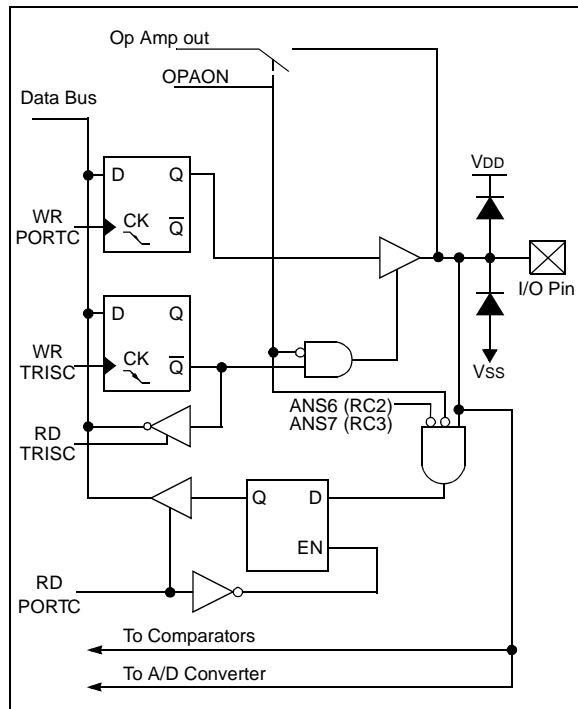 Op Amp out
OPAON
Data Bus
VDD
D Q
WR
PORTC
CK
Q̅
I/O Pin
D Q
WR
TRISC
CK
Q̅
VSS
ANS6 (RC2)
ANS7 (RC3)
RD
TRISC
Q D
EN
RD
PORTC
To Comparators
To A/D Converter